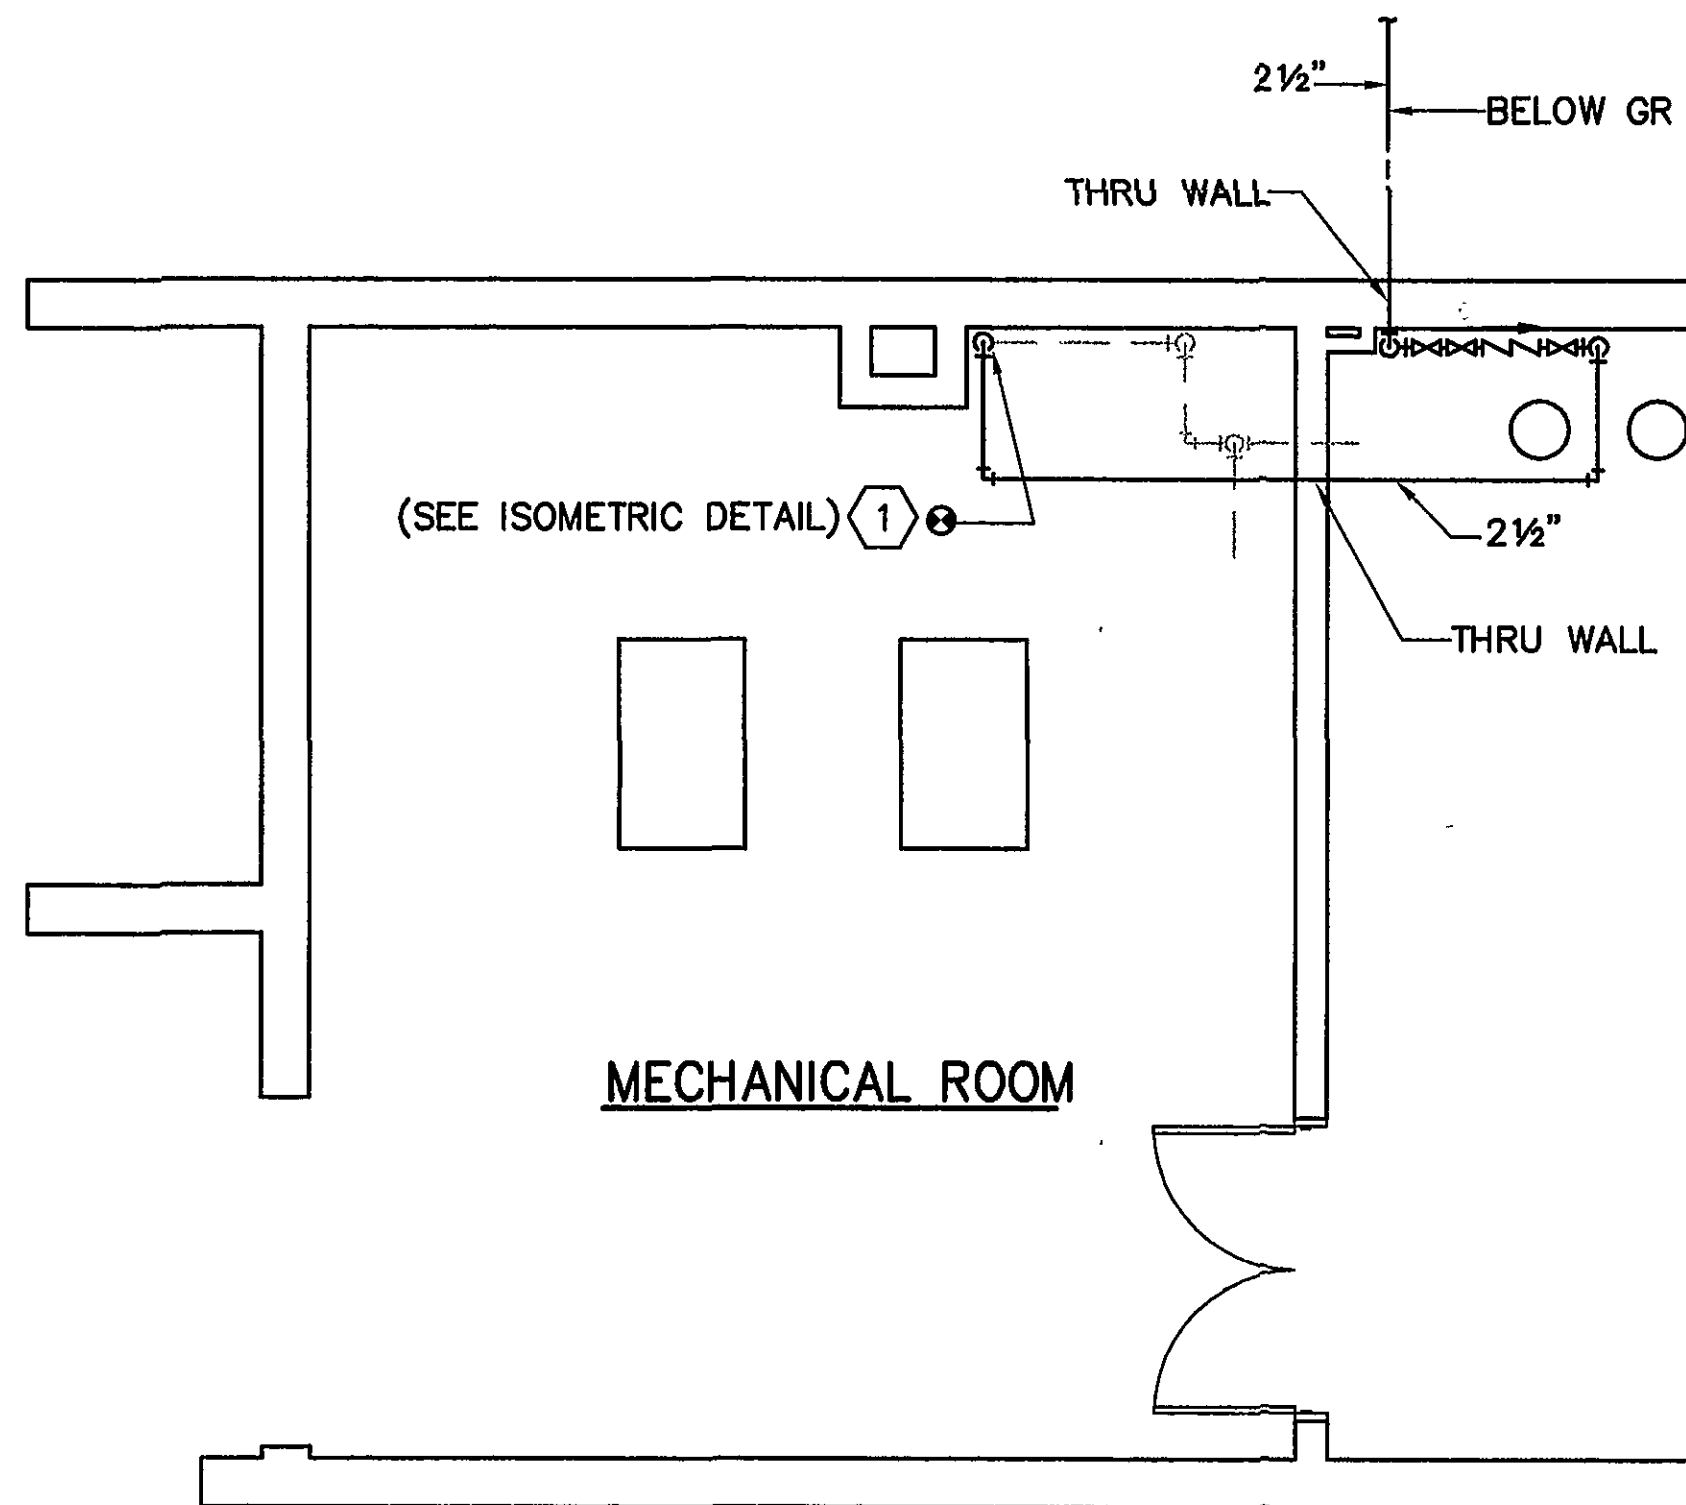 2½"
BELOW GR
THRU WALL
(SEE ISOMETRIC DETAIL) 1
2½"
THRU WALL
MECHANICAL ROOM